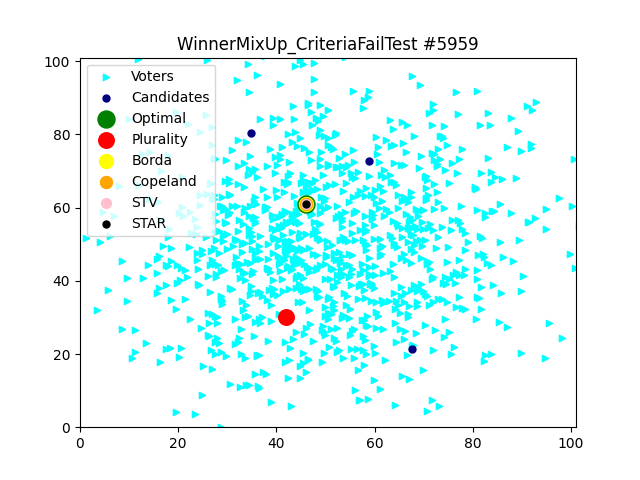 WinnerMixUp_CriteriaFailTest #5959
100
80
60
40
20
0
Voters
Candidates
Optimal
Plurality
Borda
Copeland
STV
STAR
0
20
40
60
80
100